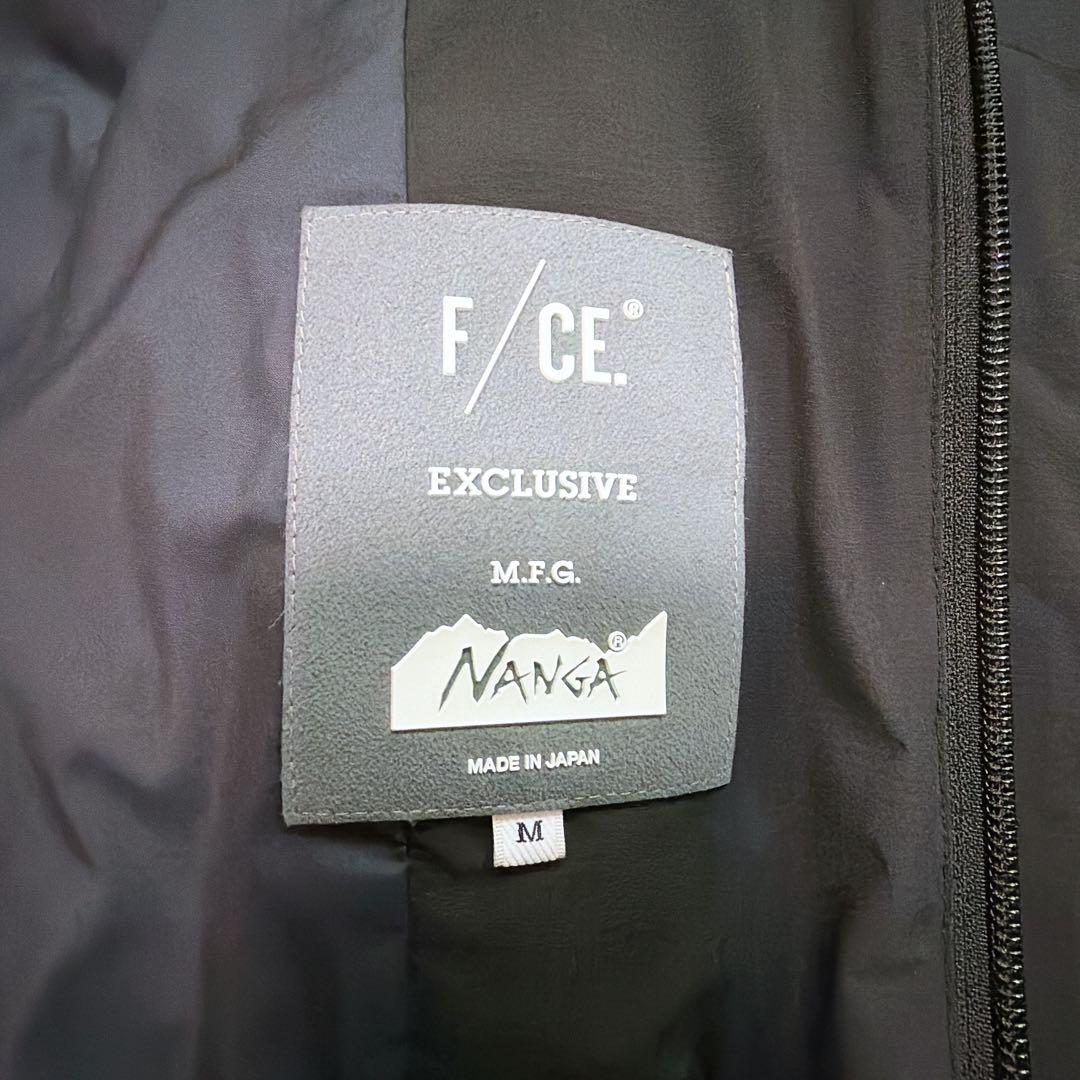 F/CE.®
EXCLUSIVE
M.F.G.
NANGA®
MADE IN JAPAN
M